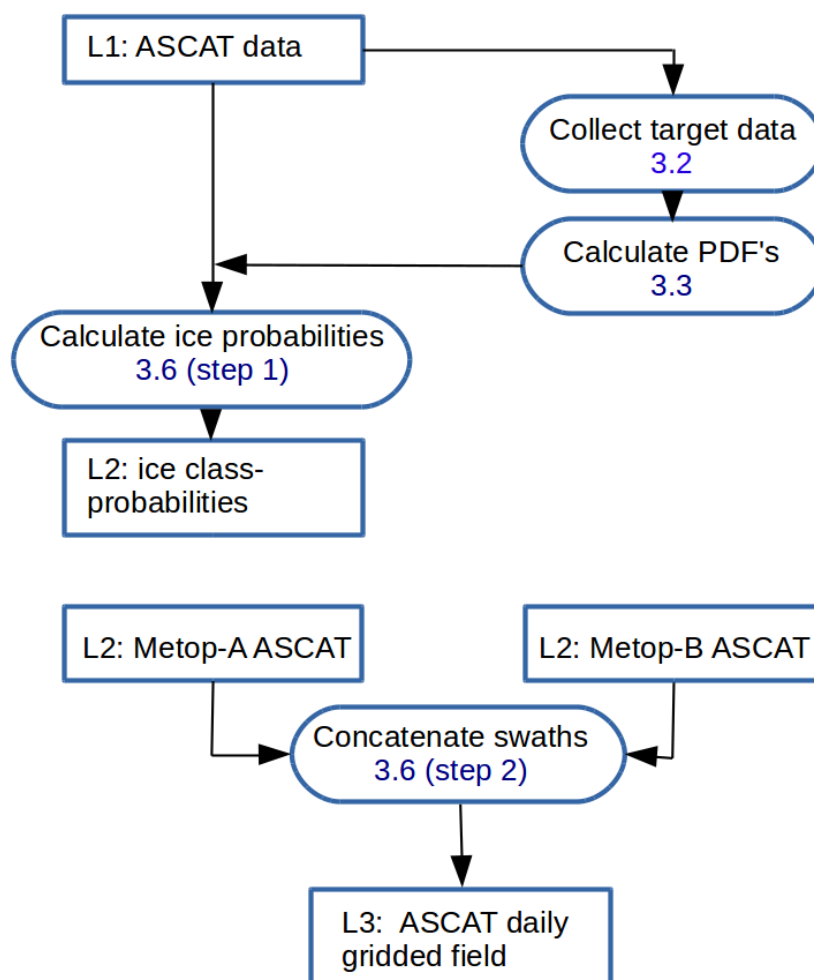 L1: ASCAT data
Collect target data
3.2
Calculate PDF's
3.3
Calculate ice probabilities
3.6 (step 1)
L2: ice class-
probabilities
L2: Metop-A ASCAT
L2: Metop-B ASCAT
Concatenate swaths
3.6 (step 2)
L3:  ASCAT daily
gridded field